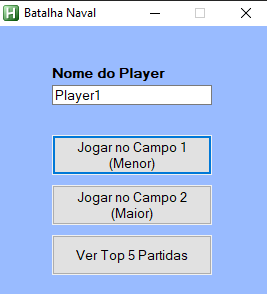 Batalha Naval
Nome do Player
Player1
Jogar no Campo 1
(Menor)
Jogar no Campo 2
(Maior)
Ver Top 5 Partidas